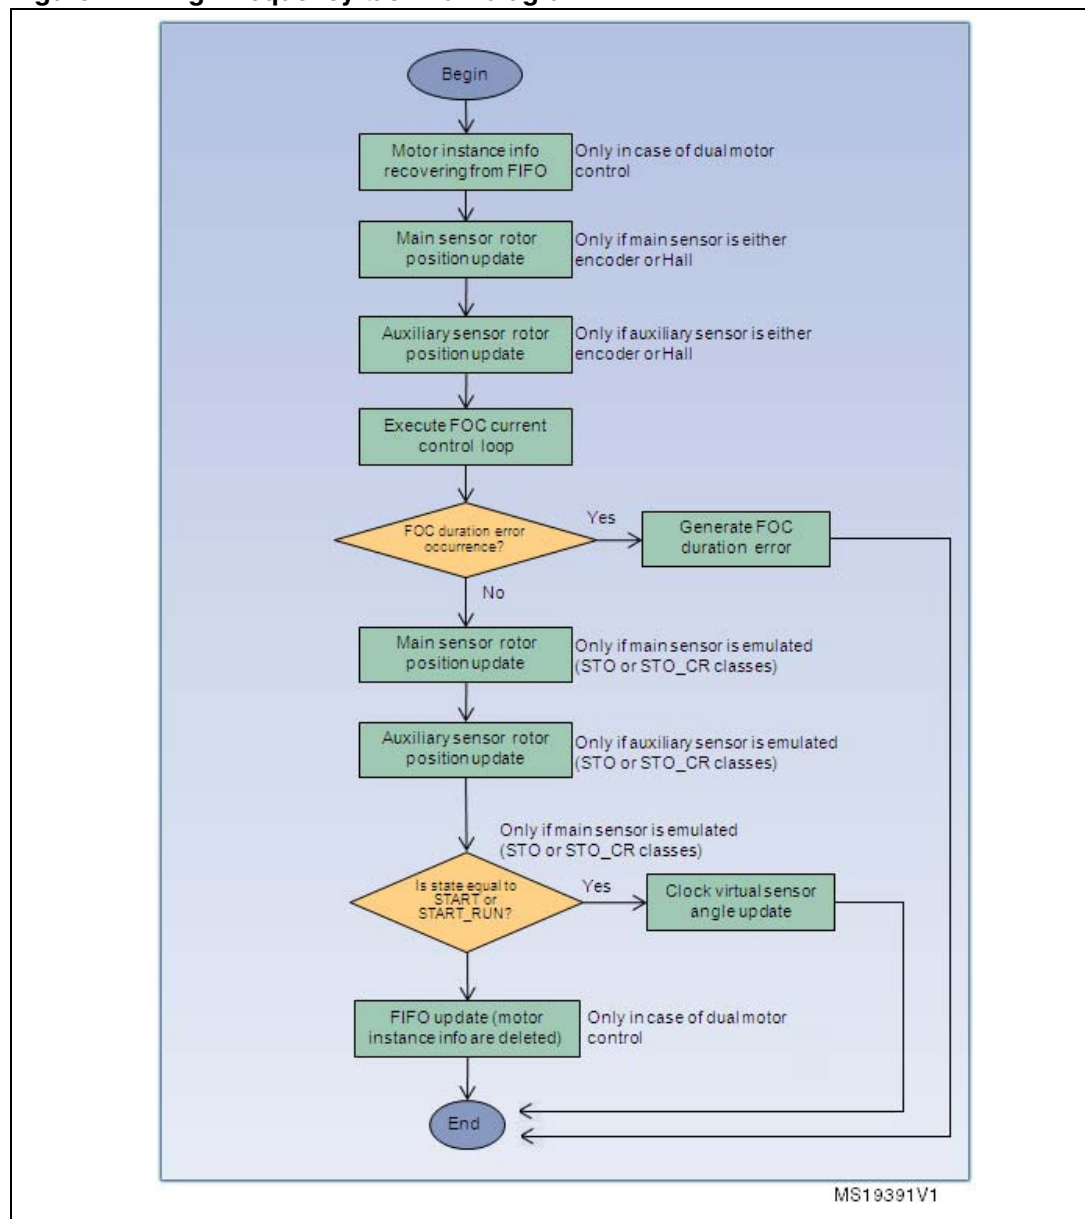 Begin
Motor instance info
recovering from FIFO
Only in case of dual motor
control
Main sensor rotor
position update
Only if main sensor is either
encoder or Hall
Auxiliary sensor rotor
position update
Only if auxiliary sensor is either
encoder or Hall
Execute FOC current
control loop
FOC duration error
occurrence?
Yes
Generate FOC
duration error
No
Main sensor rotor
position update
Only if main sensor is emulated
(STO or STO_CR classes)
Auxiliary sensor rotor
position update
Only if auxiliary sensor is emulated
(STO or STO_CR classes)
Only if main sensor is emulated
(STO or STO_CR classes)
Is state equal to
START or
START_RUN?
Yes
Clock virtual sensor
angle update
FIFO update (motor
instance info are deleted)
Only in case of dual motor
control
End
MS19391V1